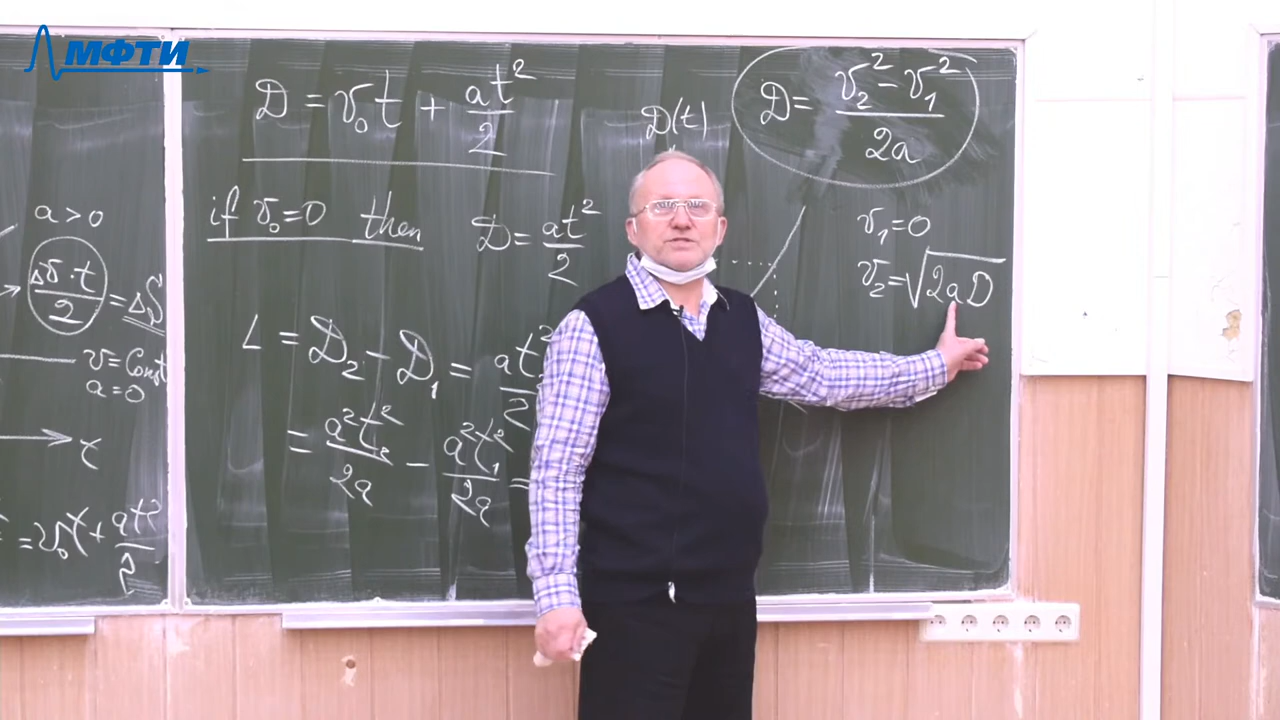 МФТИ
a > 0
Δv·t/2 = ΔS
v = Const
a = 0
t
= v₀t + at²/2
D = v₀t + at²/2
if v₀ = 0 then D = at²/2
L = D₂ - D₁ = at²/2
= a²t₂²/2a - a²t₁²/2a =
D(t)
D = v₂² - v₁²/2a
v₁ = 0
v₂ = √2aD